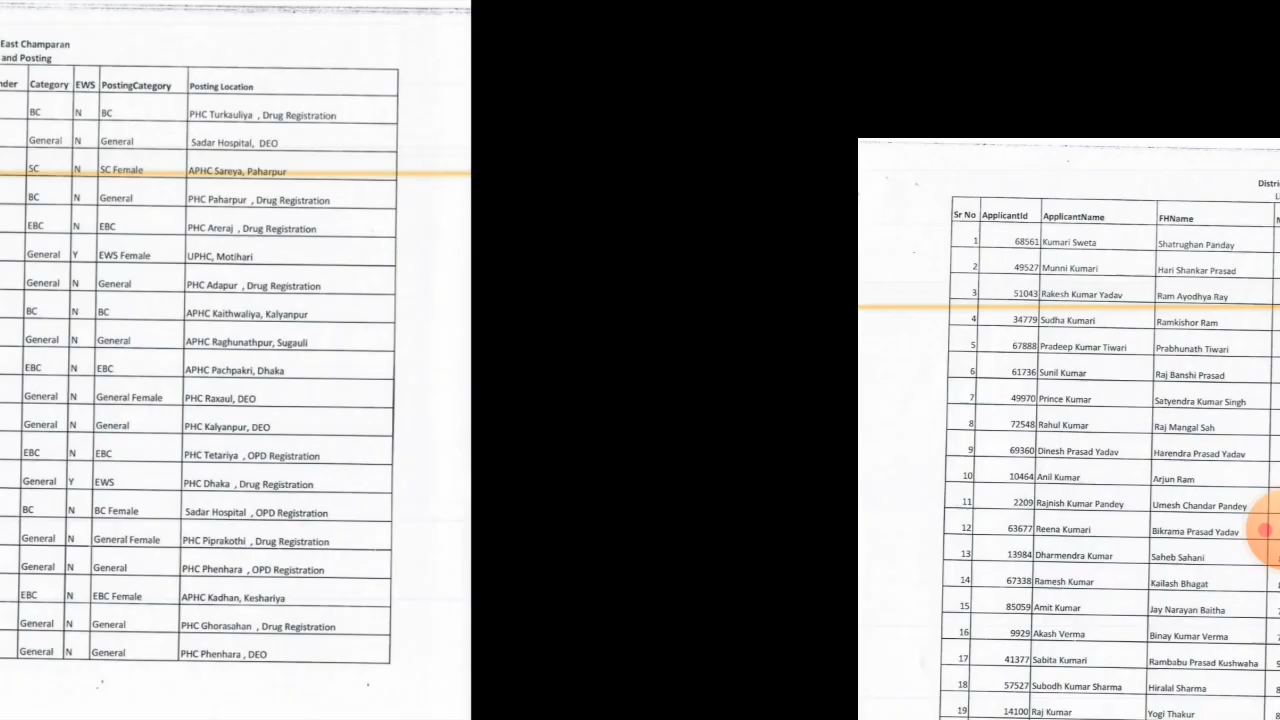 East Champaran
and Posting
nder Category EWS PostingCategory Posting Location
BC N BC PHC Turkauliya , Drug Registration
General N General Sadar Hospital, DEO
SC N SC Female APHC Sareya, Paharpur
BC N General PHC Paharpur , Drug Registration
EBC N EBC PHC Areraj , Drug Registration
General Y EWS Female UPHC, Motihari
General N General PHC Adapur , Drug Registration
BC N BC APHC Kaithwaliya, Kalyanpur
General N General APHC Raghunathpur, Sugauli
EBC N EBC APHC Pachpakri, Dhaka
General N General Female PHC Raxaul, DEO
General N General PHC Kalyanpur, DEO
EBC N EBC PHC Tetariya , OPD Registration
General Y EWS PHC Dhaka , Drug Registration
BC N BC Female Sadar Hospital , OPD Registration
General N General Female PHC Piprakothi , Drug Registration
General N General PHC Phenhara , OPD Registration
EBC N EBC Female APHC Kadhan, Keshariya
General N General PHC Ghorasahan , Drug Registration
General N General PHC Phenhara , DEO
Distri
Sr No ApplicantId ApplicantName FHName
1 68561 Kumari Sweta Shatrughan Panday
2 49527 Munni Kumari Hari Shankar Prasad
3 51043 Rakesh Kumar Yadav Ram Ayodhya Ray
4 34779 Sudha Kumari Ramkishor Ram
5 67888 Pradeep Kumar Tiwari Prabhunath Tiwari
6 61736 Sunil Kumar Raj Banshi Prasad
7 49970 Prince Kumar Satyendra Kumar Singh
8 72548 Rahul Kumar Raj Mangal Sah
9 69360 Dinesh Prasad Yadav Harendra Prasad Yadav
10 10464 Anil Kumar Arjun Ram
11 2209 Rajnish Kumar Pandey Umesh Chandar Pandey
12 63677 Reena Kumari Bikrama Prasad Yadav
13 13984 Dharmendra Kumar Saheb Sahani
14 67338 Ramesh Kumar Kailash Bhagat
15 85059 Amit Kumar Jay Narayan Baitha
16 9929 Akash Verma Binay Kumar Verma
17 41377 Sabita Kumari Rambabu Prasad Kushwaha
18 57527 Subodh Kumar Sharma Hiralal Sharma
19 14100 Raj Kumar Yogi Thakur